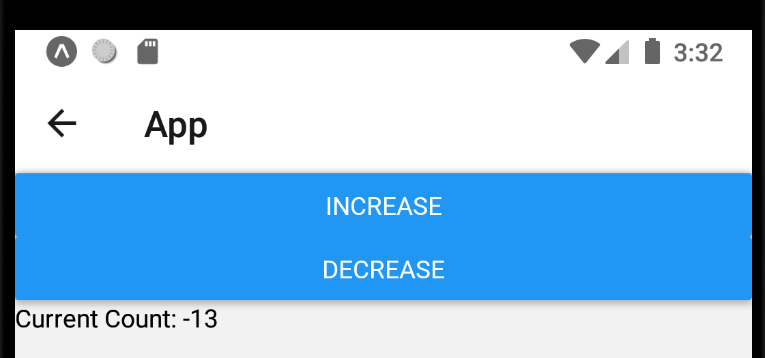 3:32
App
INCREASE
DECREASE
Current Count: -13